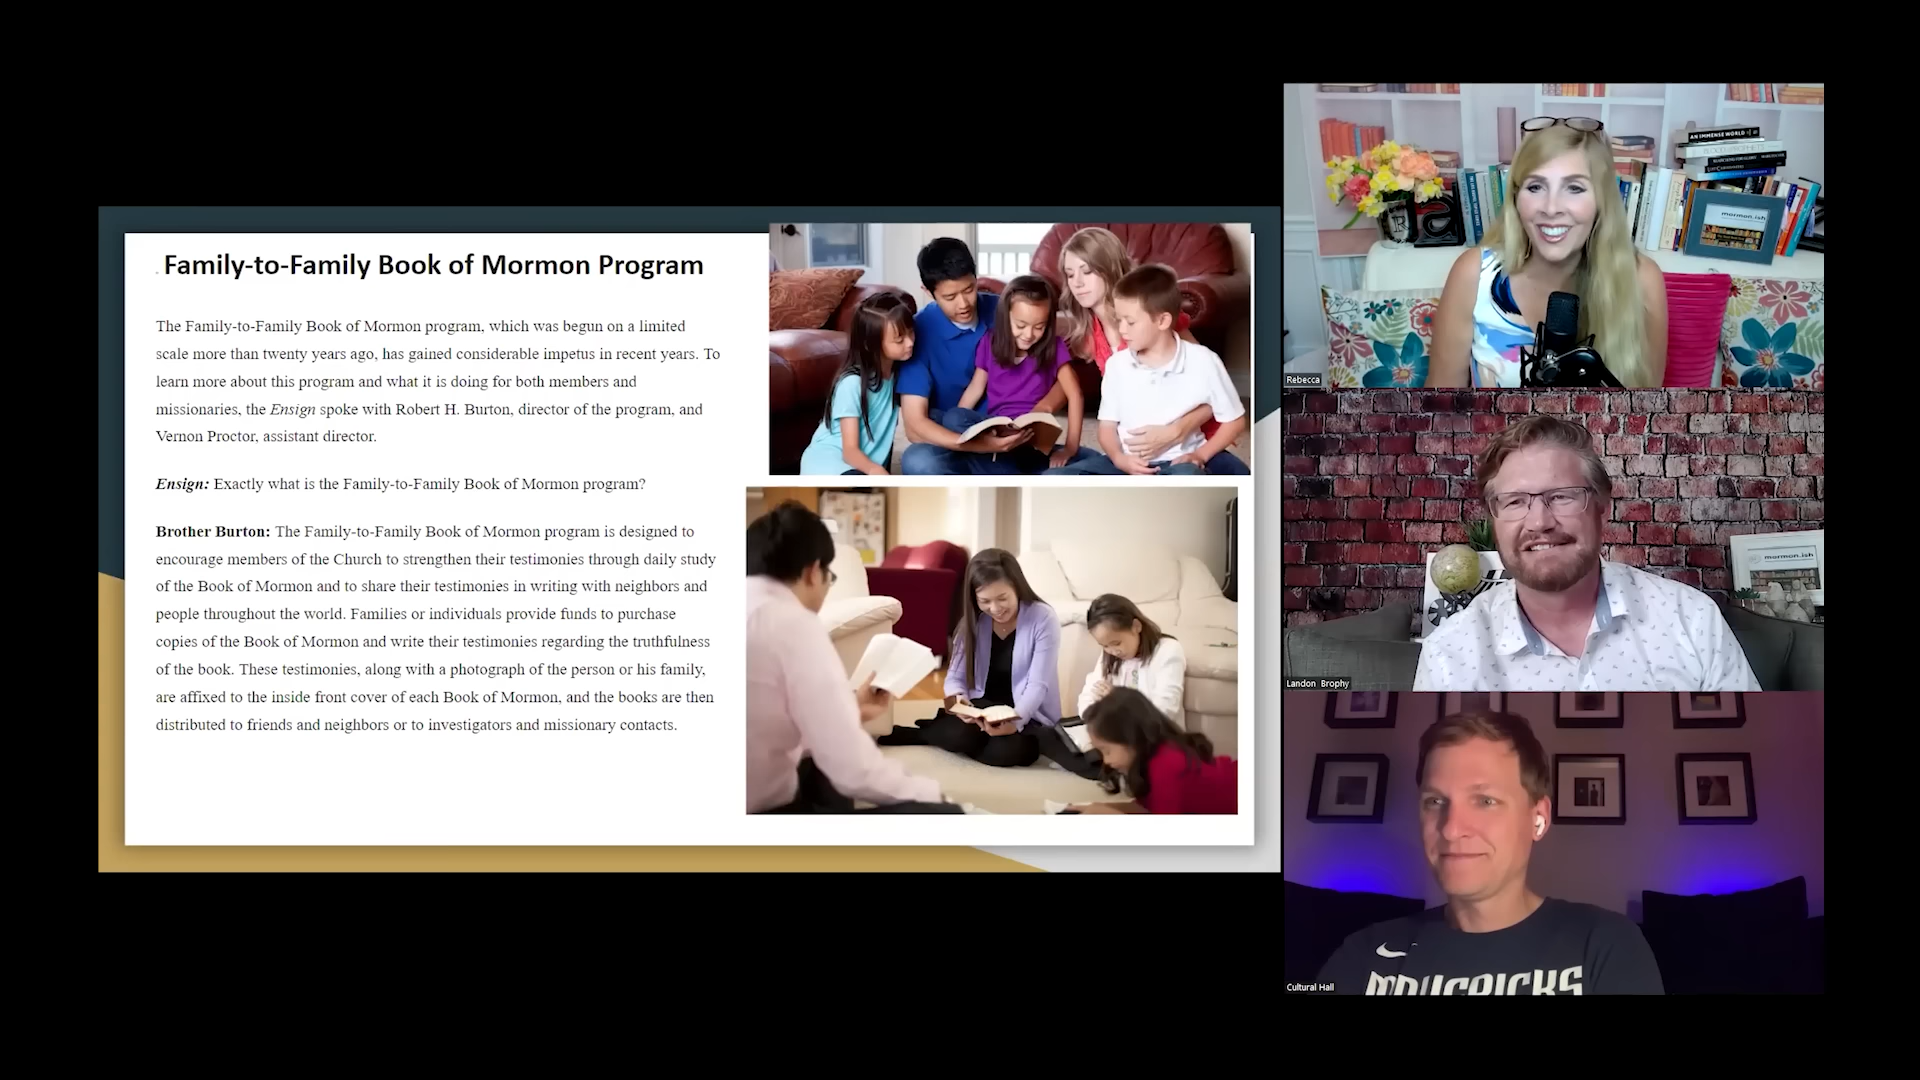 Family-to-Family Book of Mormon Program
The Family-to-Family Book of Mormon program, which was begun on a limited
scale more than twenty years ago, has gained considerable impetus in recent years. To
learn more about this program and what it is doing for both members and
missionaries, the Ensign spoke with Robert H. Burton, director of the program, and
Vernon Proctor, assistant director.
Ensign: Exactly what is the Family-to-Family Book of Mormon program?
Brother Burton: The Family-to-Family Book of Mormon program is designed to
encourage members of the Church to strengthen their testimonies through daily study
of the Book of Mormon and to share their testimonies in writing with neighbors and
people throughout the world. Families or individuals provide funds to purchase
copies of the Book of Mormon and write their testimonies regarding the truthfulness
of the book. These testimonies, along with a photograph of the person or his family,
are affixed to the inside front cover of each Book of Mormon, and the books are then
distributed to friends and neighbors or to investigators and missionary contacts.
AN IMMENSE WORLD
R
a
mormon.ish
Rebecca
mormon.ish
Landon Brophy
MAVERICKS
Cultural Hall